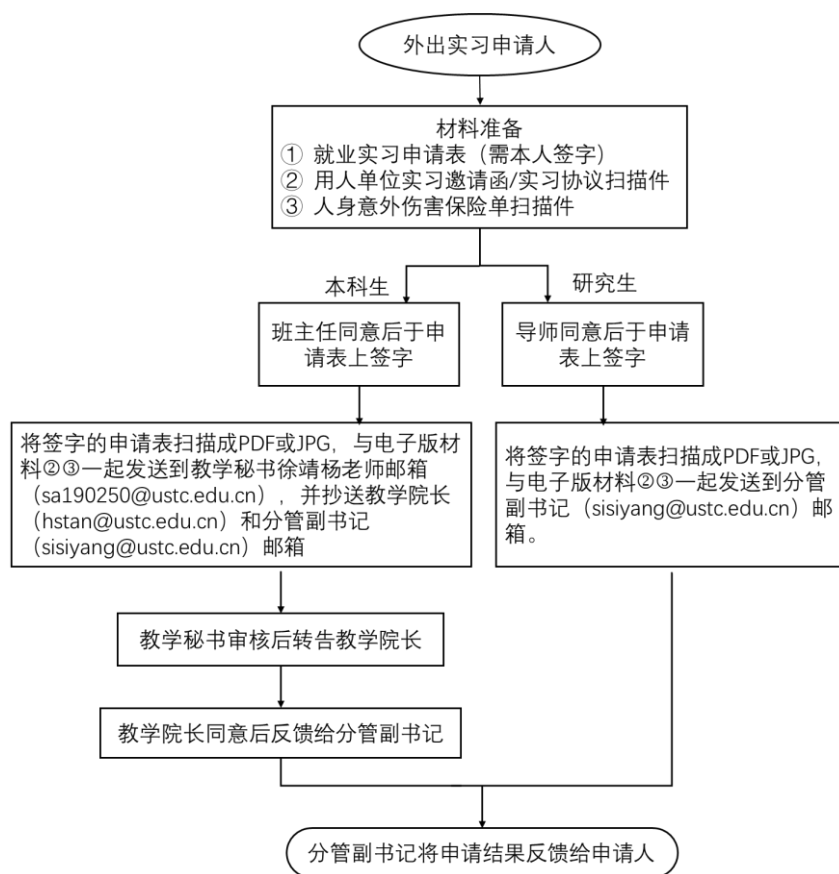 外出实习申请人
材料准备
① 就业实习申请表（需本人签字）
② 用人单位实习邀请函/实习协议扫描件
③ 人身意外伤害保险单扫描件
本科生
研究生
班主任同意后于申
请表上签字
导师同意后于申请
表上签字
将签字的申请表扫描成PDF或JPG，与电子版材
料②③一起发送到教学秘书徐靖杨老师邮箱
（sa190250@ustc.edu.cn），并抄送教学院长
（hstan@ustc.edu.cn）和分管副书记
（sisiyang@ustc.edu.cn）邮箱
将签字的申请表扫描成PDF或JPG，
与电子版材料②③一起发送到分管
副书记（sisiyang@ustc.edu.cn）邮
箱。
教学秘书审核后转告教学院长
教学院长同意后反馈给分管副书记
分管副书记将申请结果反馈给申请人